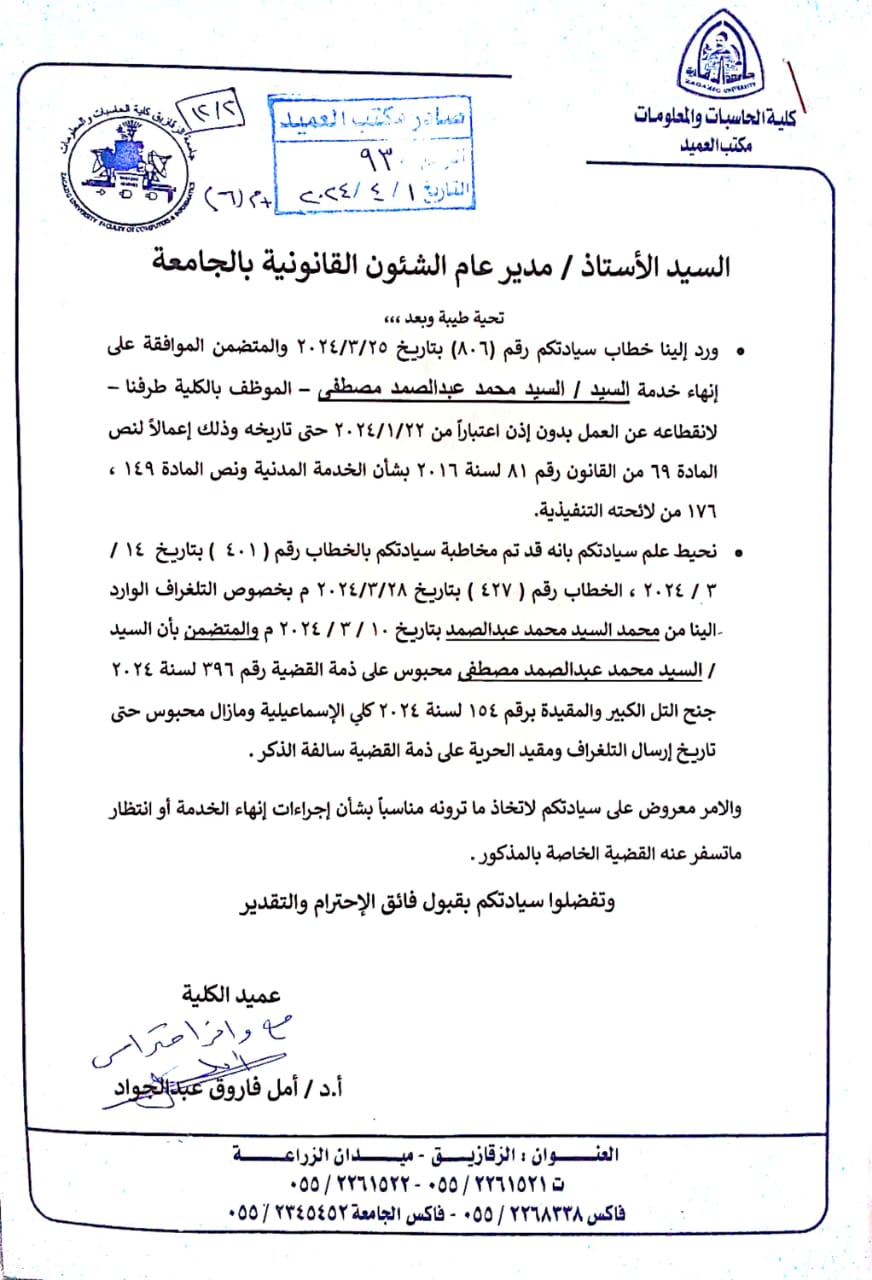 جامعة الزقازيق
ZAGAZIG UNIVERSITY
كلية الحاسبات والمعلومات
مكتب العميد
جامعة الزقازيق كلية الحاسبات والمعلومات
ZAGAZIG UNIVERSITY FACULTY OF COMPUTERS & INFORMATICS
١٢/٢
صادر مكتب العميد
٩٣٠
التاريخ ١ / ٤ / ٢٠٢٤
+ م (٦)
السيد الأستاذ / مدير عام الشئون القانونية بالجامعة
تحية طيبة وبعد ،،،
• ورد إلينا خطاب سيادتكم رقم (٨٠٦) بتاريخ ٢٠٢٤/٣/٢٥ والمتضمن الموافقة على
إنهاء خدمة السيد / السيد محمد عبدالصمد مصطفى – الموظف بالكلية طرفنا –
لانقطاعه عن العمل بدون إذن اعتباراً من ٢٠٢٤/١/٢٢ حتى تاريخه وذلك إعمالاً لنص
المادة ٦٩ من القانون رقم ٨١ لسنة ٢٠١٦ بشأن الخدمة المدنية ونص المادة ١٤٩ ،
١٧٦ من لائحته التنفيذية.
• نحيط علم سيادتكم بانه قد تم مخاطبة سيادتكم بالخطاب رقم ( ٤٠١ ) بتاريخ ١٤ /
٣ / ٢٠٢٤ ، الخطاب رقم ( ٤٢٧ ) بتاريخ ٢٠٢٤/٣/٢٨ م بخصوص التلغراف الوارد
الينا من محمد السيد محمد عبدالصمد بتاريخ ١٠ / ٣ / ٢٠٢٤ م والمتضمن بأن السيد
/ السيد محمد عبدالصمد مصطفى محبوس على ذمة القضية رقم ٣٩٦ لسنة ٢٠٢٤
جنح التل الكبير والمقيدة برقم ١٥٤ لسنة ٢٠٢٤ كلي الإسماعيلية ومازال محبوس حتى
تاريخ إرسال التلغراف ومقيد الحرية على ذمة القضية سالفة الذكر .
والامر معروض على سيادتكم لاتخاذ ما ترونه مناسباً بشأن إجراءات إنهاء الخدمة أو انتظار
ماتسفر عنه القضية الخاصة بالمذكور .
وتفضلوا سيادتكم بقبول فائق الإحترام والتقدير
عميد الكلية
مع وافر احترامى
أ.د / أمل فاروق عبدالجواد
العنـــوان : الزقازيـــق - ميـــدان الزراعـــة
ت ٢٢٦١٥٢١ / ٠٥٥ - ٢٢٦١٥٢٢ / ٠٥٥
فاكس ٢٢٦٨٣٣٨ / ٠٥٥ - فاكس الجامعة ٢٣٤٥٤٥٢ / ٠٥٥